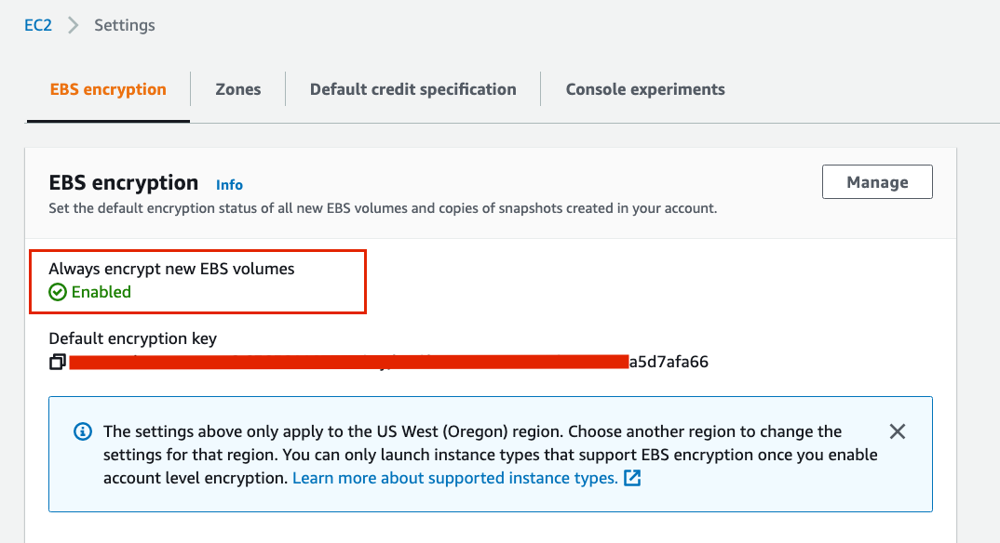 EC2 > Settings
EBS encryption
Zones
Default credit specification
Console experiments
EBS encryption Info
Manage
Set the default encryption status of all new EBS volumes and copies of snapshots created in your account.
Always encrypt new EBS volumes
Enabled
Default encryption key
a5d7afa66
The settings above only apply to the US West (Oregon) region. Choose another region to change the
settings for that region. You can only launch instance types that support EBS encryption once you enable
account level encryption. Learn more about supported instance types.